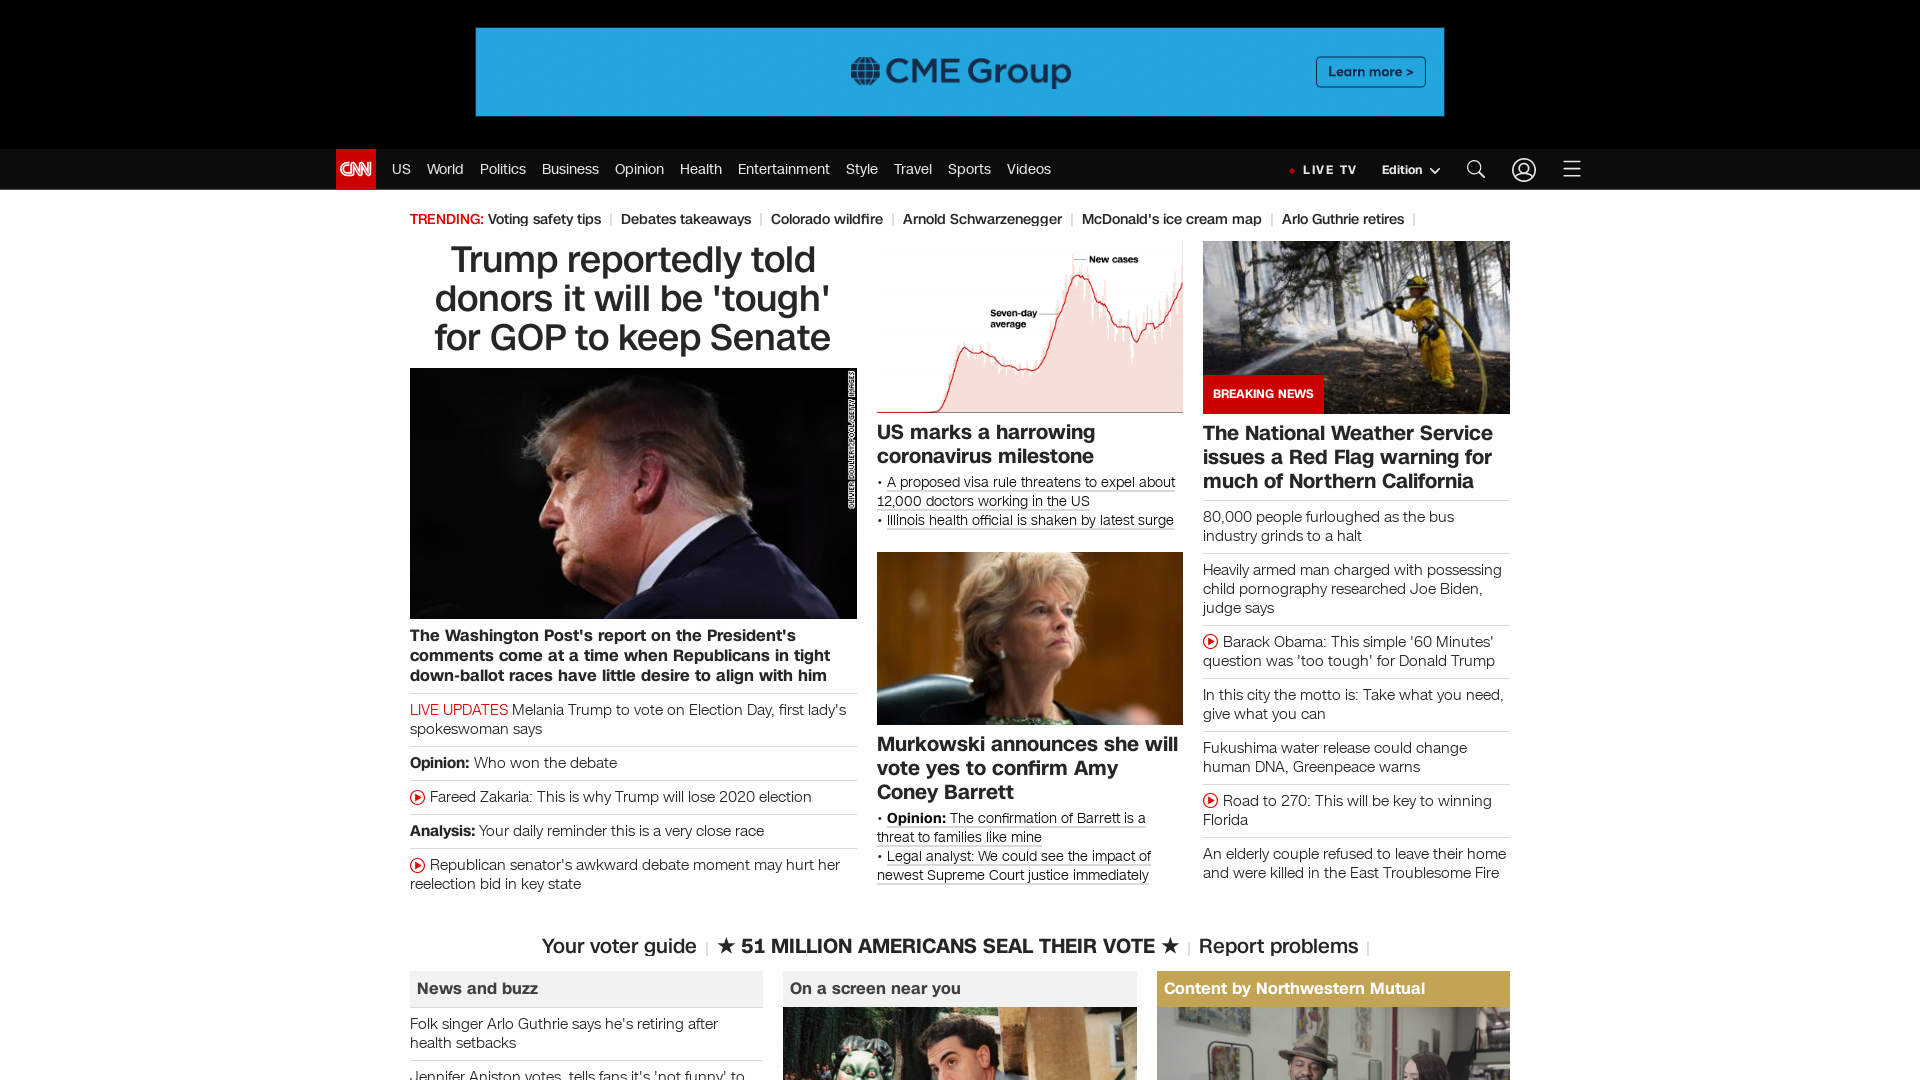 CME Group
Learn more >
CNN
US World Politics Business Opinion Health Entertainment Style Travel Sports Videos
LIVE TV
Edition
TRENDING: Voting safety tips | Debates takeaways | Colorado wildfire | Arnold Schwarzenegger | McDonald's ice cream map | Arlo Guthrie retires |
Trump reportedly told
donors it will be 'tough'
for GOP to keep Senate
OLIVIER DOULIERY/POOL/GETTY IMAGES
The Washington Post's report on the President's
comments come at a time when Republicans in tight
down-ballot races have little desire to align with him
LIVE UPDATES Melania Trump to vote on Election Day, first lady's
spokeswoman says
Opinion: Who won the debate
Fareed Zakaria: This is why Trump will lose 2020 election
Analysis: Your daily reminder this is a very close race
Republican senator's awkward debate moment may hurt her
reelection bid in key state
New cases
Seven-day
average
US marks a harrowing
coronavirus milestone
• A proposed visa rule threatens to expel about
12,000 doctors working in the US
• Illinois health official is shaken by latest surge
Murkowski announces she will
vote yes to confirm Amy
Coney Barrett
• Opinion: The confirmation of Barrett is a
threat to families like mine
• Legal analyst: We could see the impact of
newest Supreme Court justice immediately
BREAKING NEWS
The National Weather Service
issues a Red Flag warning for
much of Northern California
80,000 people furloughed as the bus
industry grinds to a halt
Heavily armed man charged with possessing
child pornography researched Joe Biden,
judge says
Barack Obama: This simple '60 Minutes'
question was 'too tough' for Donald Trump
In this city the motto is: Take what you need,
give what you can
Fukushima water release could change
human DNA, Greenpeace warns
Road to 270: This will be key to winning
Florida
An elderly couple refused to leave their home
and were killed in the East Troublesome Fire
Your voter guide | ★ 51 MILLION AMERICANS SEAL THEIR VOTE ★ | Report problems |
News and buzz
Folk singer Arlo Guthrie says he's retiring after
health setbacks
Jennifer Aniston votes, tells fans it's 'not funny' to
On a screen near you
Content by Northwestern Mutual